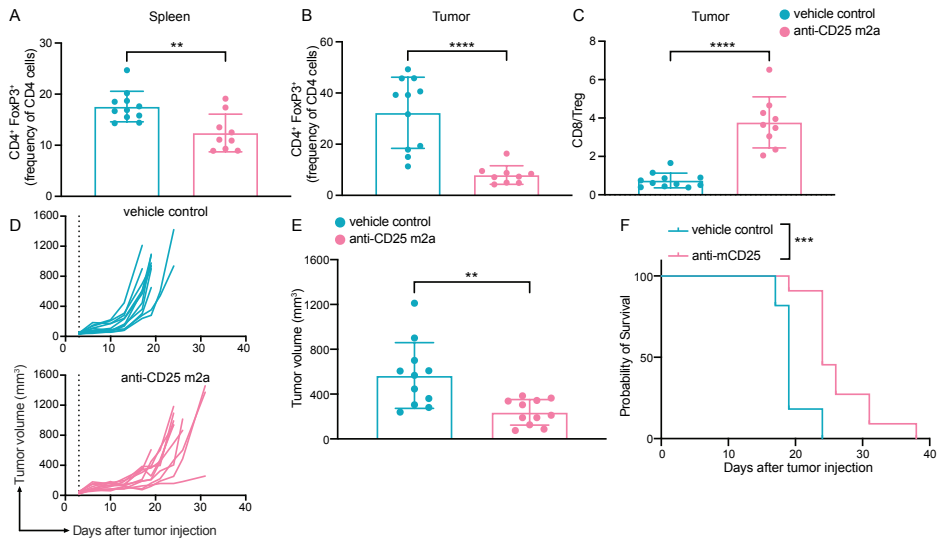 A
Spleen
CD4⁺ FoxP3⁺
(frequency of CD4 cells)
30
20
10
0
**
B
Tumor
CD4⁺ FoxP3⁺
(frequency of CD4 cells)
60
40
20
0
****
C
Tumor
vehicle control
anti-CD25 m2a
CD8/Treg
8
6
4
2
0
****
D
vehicle control
1600
1200
800
400
0
0 10 20 30 40
anti-CD25 m2a
1600
1200
800
400
0
0 10 20 30 40
Tumor volume (mm³)
Days after tumor injection
E
vehicle control
anti-CD25 m2a
Tumor volume (mm³)
1600
1200
800
400
0
**
F
vehicle control
anti-mCD25
***
Probability of Survival
100
50
0
0 10 20 30 40
Days after tumor injection